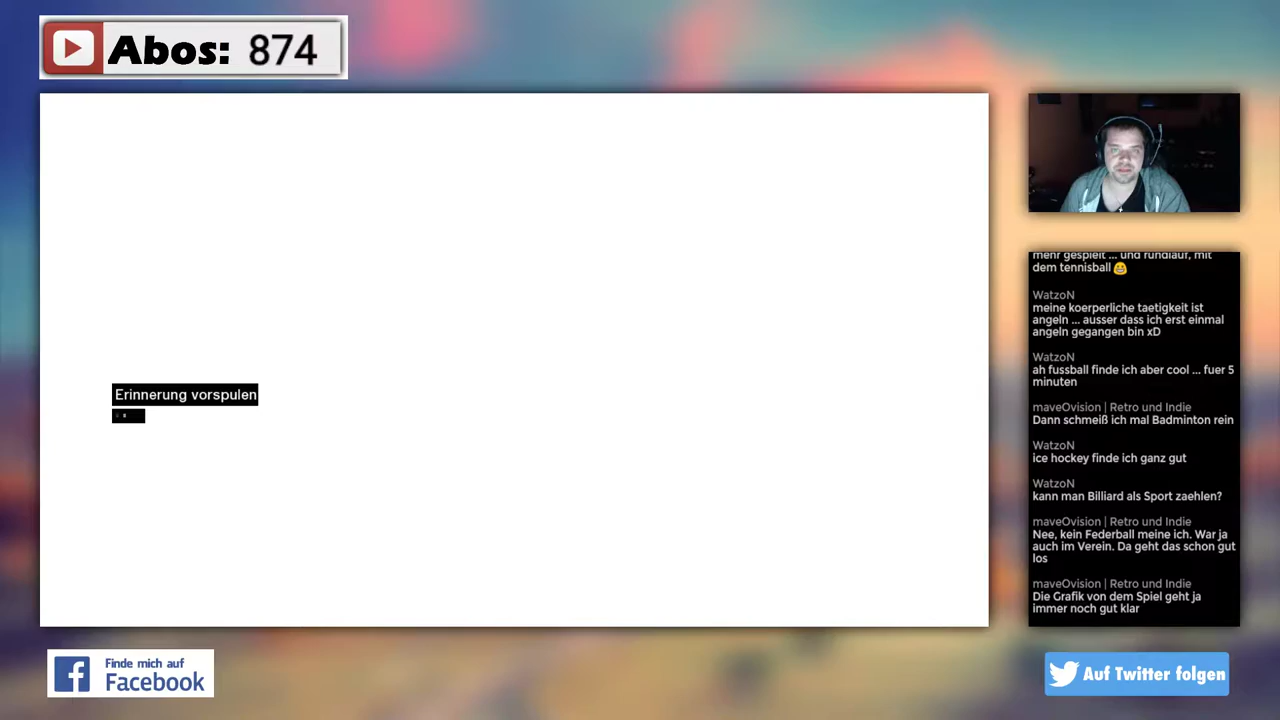 Abos: 874
Erinnerung vorspulen
mehr gespielt ... und rundlauf, mit
dem tennisball 😁
WatzoN
meine koerperliche taetigkeit ist
angeln ... ausser dass ich erst einmal
angeln gegangen bin xD
WatzoN
ah fussball finde ich aber cool ... fuer 5
minuten
maveOvision | Retro und Indie
Dann schmeiß ich mal Badminton rein
WatzoN
ice hockey finde ich ganz gut
WatzoN
kann man Billiard als Sport zaehlen?
maveOvision | Retro und Indie
Nee, kein Federball meine ich. War ja
auch im Verein. Da geht das schon gut
los
maveOvision | Retro und Indie
Die Grafik von dem Spiel geht ja
immer noch gut klar
Finde mich auf
Facebook
Auf Twitter folgen